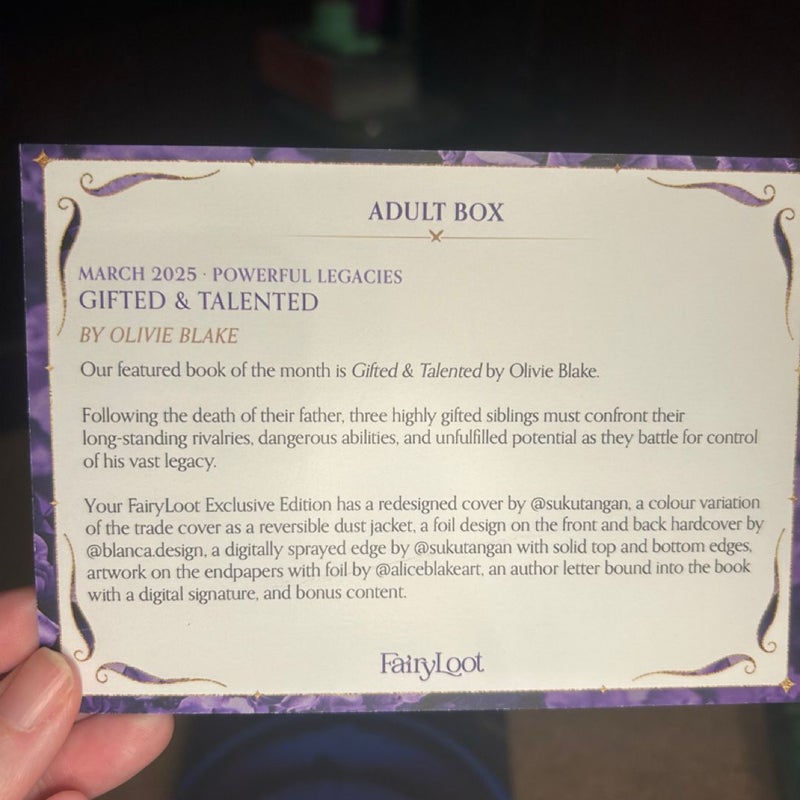 ADULT BOX
MARCH 2025 · POWERFUL LEGACIES
GIFTED & TALENTED
BY OLIVIE BLAKE
Our featured book of the month is Gifted & Talented by Olivie Blake.
Following the death of their father, three highly gifted siblings must confront their
long-standing rivalries, dangerous abilities, and unfulfilled potential as they battle for control
of his vast legacy.
Your FairyLoot Exclusive Edition has a redesigned cover by @sukutangan, a colour variation
of the trade cover as a reversible dust jacket, a foil design on the front and back hardcover by
@blanca.design, a digitally sprayed edge by @sukutangan with solid top and bottom edges,
artwork on the endpapers with foil by @aliceblakeart, an author letter bound into the book
with a digital signature, and bonus content.
FairyLoot